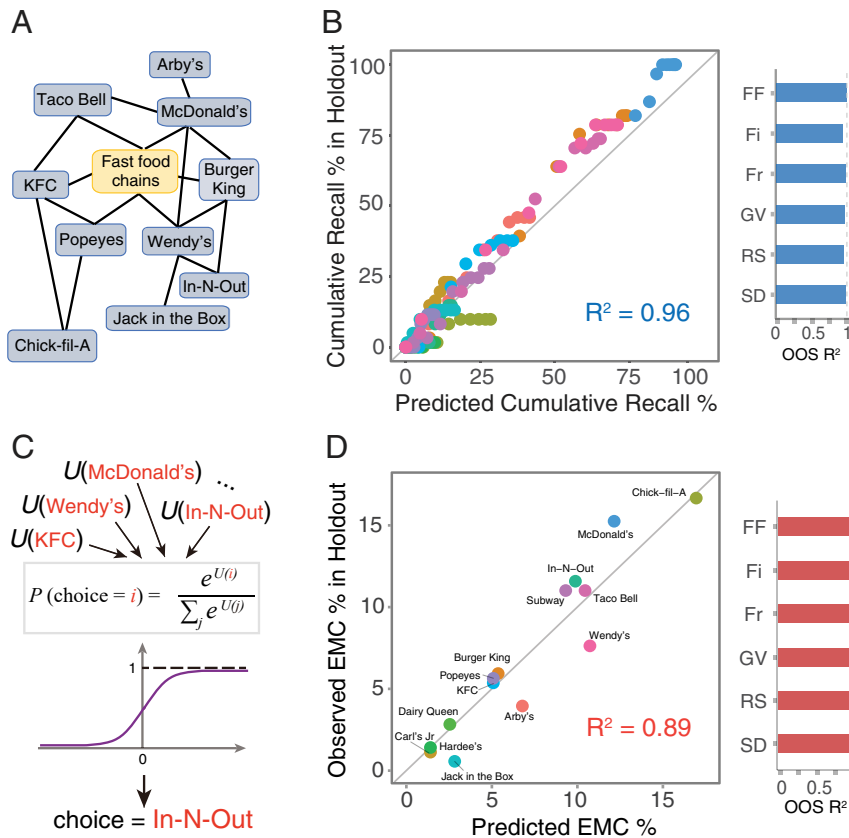 A
Arby's
Taco Bell
McDonald's
Fast food
chains
KFC
Burger
King
Popeyes
Wendy's
In-N-Out
Jack in the Box
Chick-fil-A
B
Cumulative Recall % in Holdout
100
75
50
25
0
R² = 0.96
0 25 50 75 100
Predicted Cumulative Recall %
FF
Fi
Fr
GV
RS
SD
0 1
OOS R²
C
U(McDonald's) ...
U(Wendy's) U(In-N-Out)
U(KFC)
P (choice = i) = e^U(i) / ∑j e^U(j)
1
0
choice = In-N-Out
D
Observed EMC % in Holdout
15
10
5
0
Chick-fil-A
McDonald's
In-N-Out
Subway Taco Bell
Wendy's
Burger King
Popeyes
KFC
Arby's
Dairy Queen
Carl's Jr Hardee's
Jack in the Box
R² = 0.89
0 5 10 15
Predicted EMC %
FF
Fi
Fr
GV
RS
SD
0 0
OOS R²